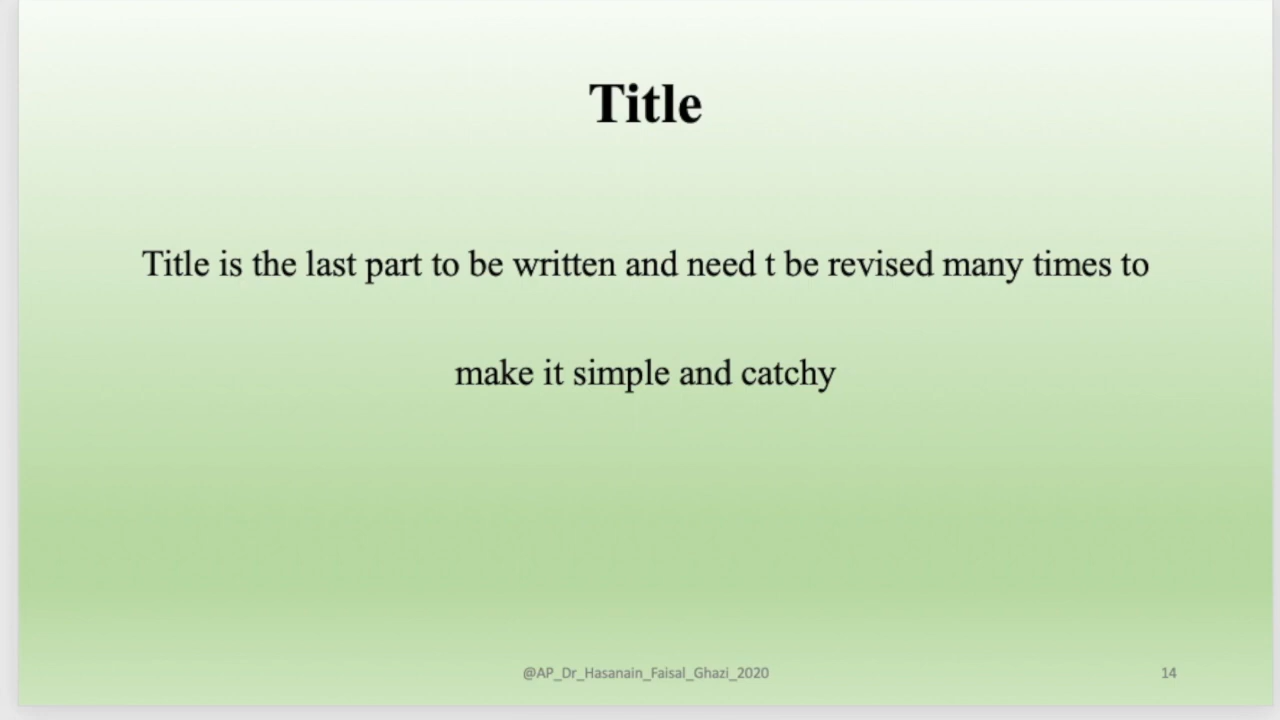 Title
Title is the last part to be written and need t be revised many times to
make it simple and catchy
@AP_Dr_Hasanain_Faisal_Ghazi_2020
14